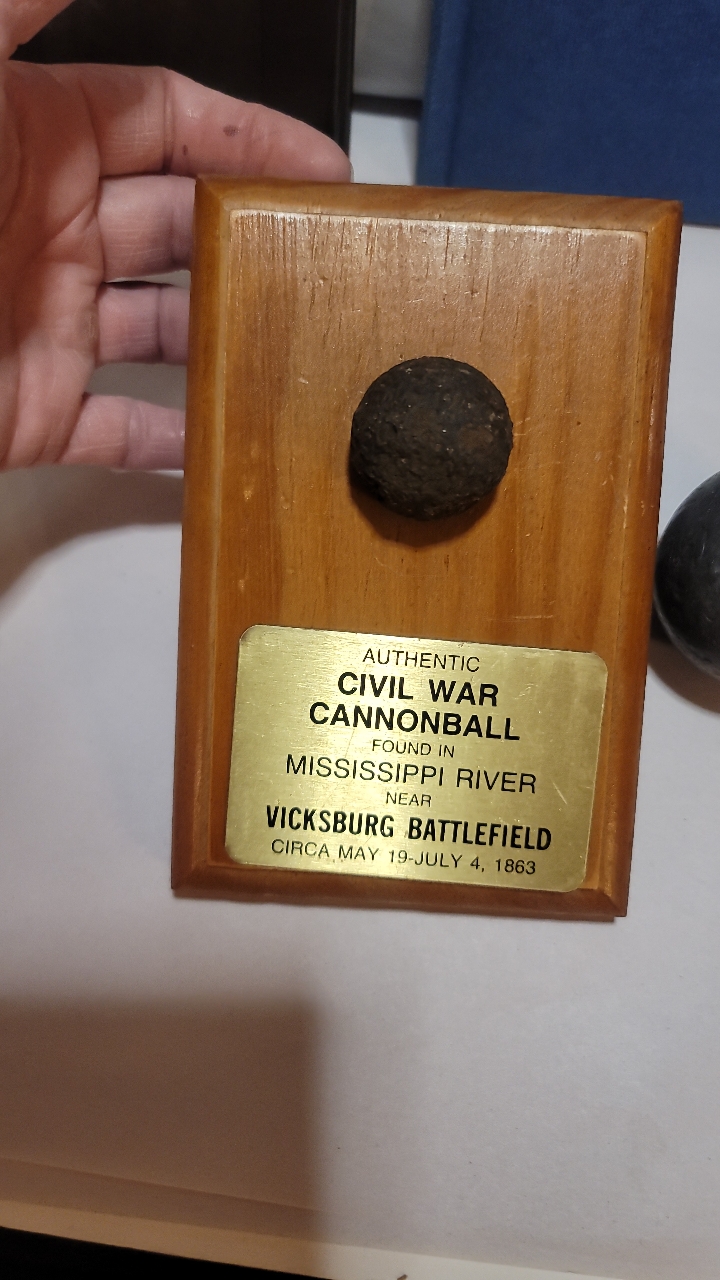 AUTHENTIC
CIVIL WAR
CANNONBALL
FOUND IN
MISSISSIPPI RIVER
NEAR
VICKSBURG BATTLEFIELD
CIRCA MAY 19-JULY 4, 1863